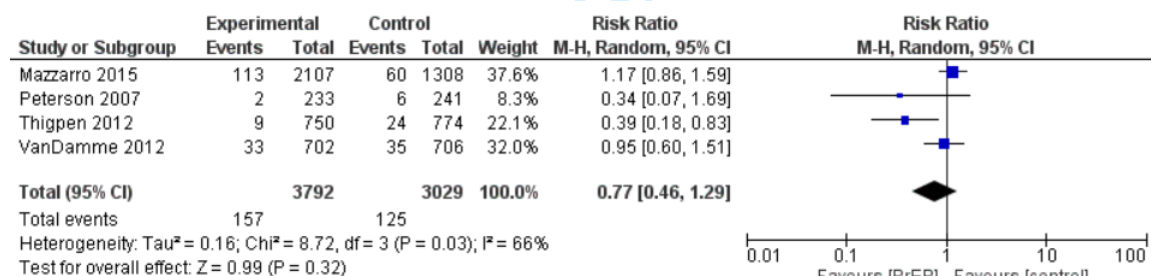 Experimental Control Risk Ratio Risk Ratio
Study or Subgroup Events Total Events Total Weight M-H, Random, 95% CI M-H, Random, 95% CI
Mazzarro 2015 113 2107 60 1308 37.6% 1.17 [0.86, 1.59]
Peterson 2007 2 233 6 241 8.3% 0.34 [0.07, 1.69]
Thigpen 2012 9 750 24 774 22.1% 0.39 [0.18, 0.83]
VanDamme 2012 33 702 35 706 32.0% 0.95 [0.60, 1.51]
Total (95% CI) 3792 3029 100.0% 0.77 [0.46, 1.29]
Total events 157 125
Heterogeneity: Tau² = 0.16; Chi² = 8.72, df = 3 (P = 0.03); I² = 66%
Test for overall effect: Z = 0.99 (P = 0.32)
0.01 0.1 1 10 100
Favours [PrEP] Favours [control]